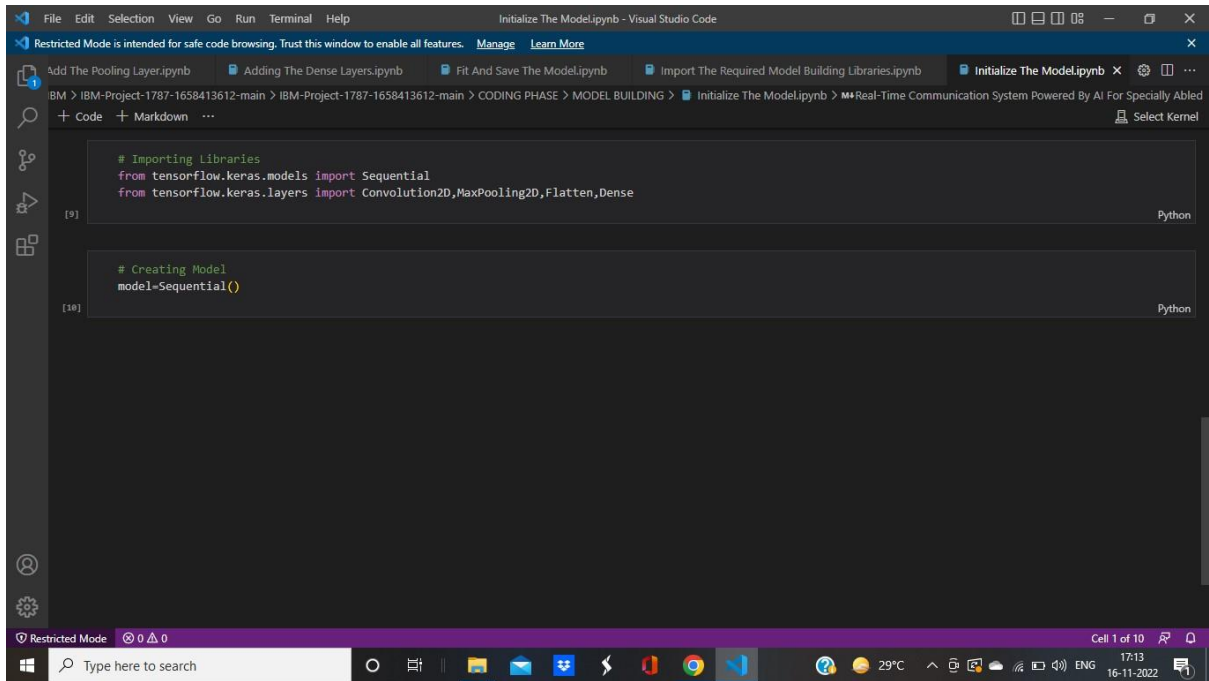 File Edit Selection View Go Run Terminal Help Initialize The Model.ipynb - Visual Studio Code
Restricted Mode is intended for safe code browsing. Trust this window to enable all features. Manage Learn More
Add The Pooling Layer.ipynb Adding The Dense Layers.ipynb Fit And Save The Model.ipynb Import The Required Model Building Libraries.ipynb Initialize The Model.ipynb
IBM > IBM-Project-1787-1658413612-main > IBM-Project-1787-1658413612-main > CODING PHASE > MODEL BUILDING > Initialize The Model.ipynb > M↓Real-Time Communication System Powered By AI For Specially Abled
+ Code + Markdown ... Select Kernel
# Importing Libraries
from tensorflow.keras.models import Sequential
from tensorflow.keras.layers import Convolution2D,MaxPooling2D,Flatten,Dense
[9] Python
# Creating Model
model=Sequential()
[10] Python
Restricted Mode 0 0 Cell 1 of 10
Type here to search 29°C ENG 17:13
16-11-2022
1
1